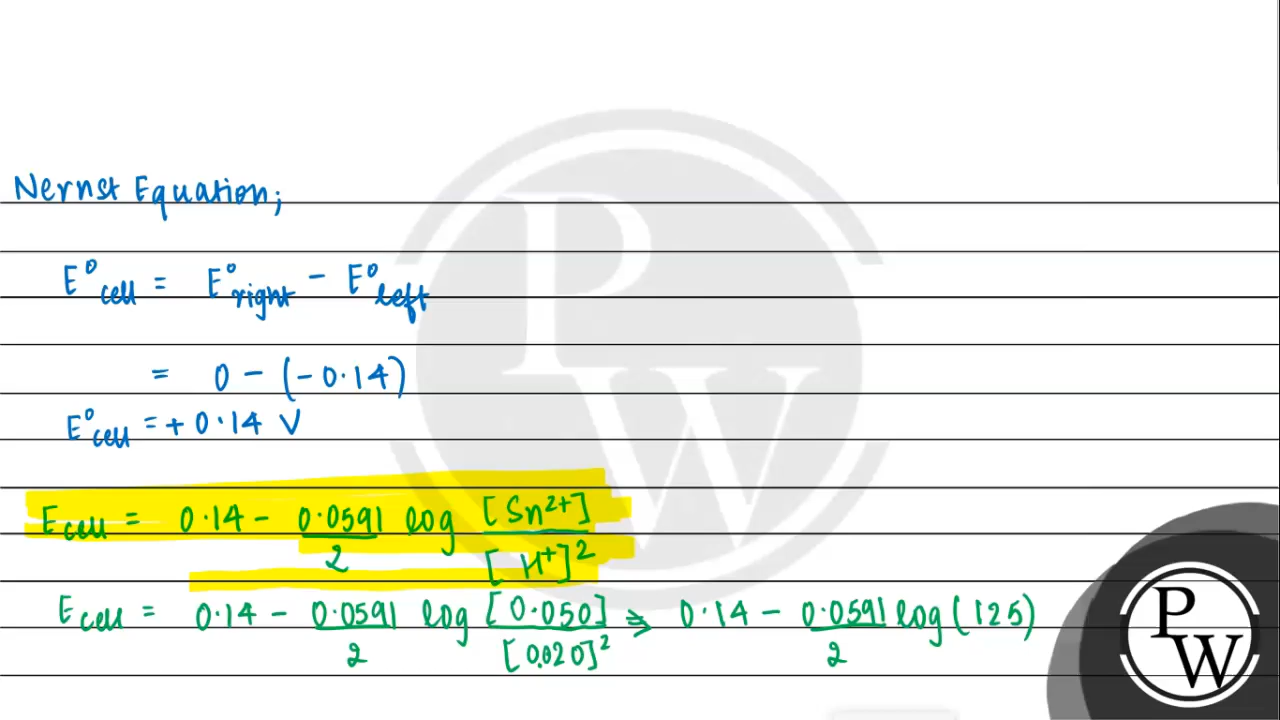 Nernst Equation;
E°cell = E°right - E°left
= 0 - (-0.14)
E°cell = +0.14 V
Ecell = 0.14 - 0.0591/2 log [Sn²⁺]/[H⁺]²
Ecell = 0.14 - 0.0591/2 log [0.050]/[0.020]² ⇒ 0.14 - 0.0591/2 log (125)
P
W
P
W